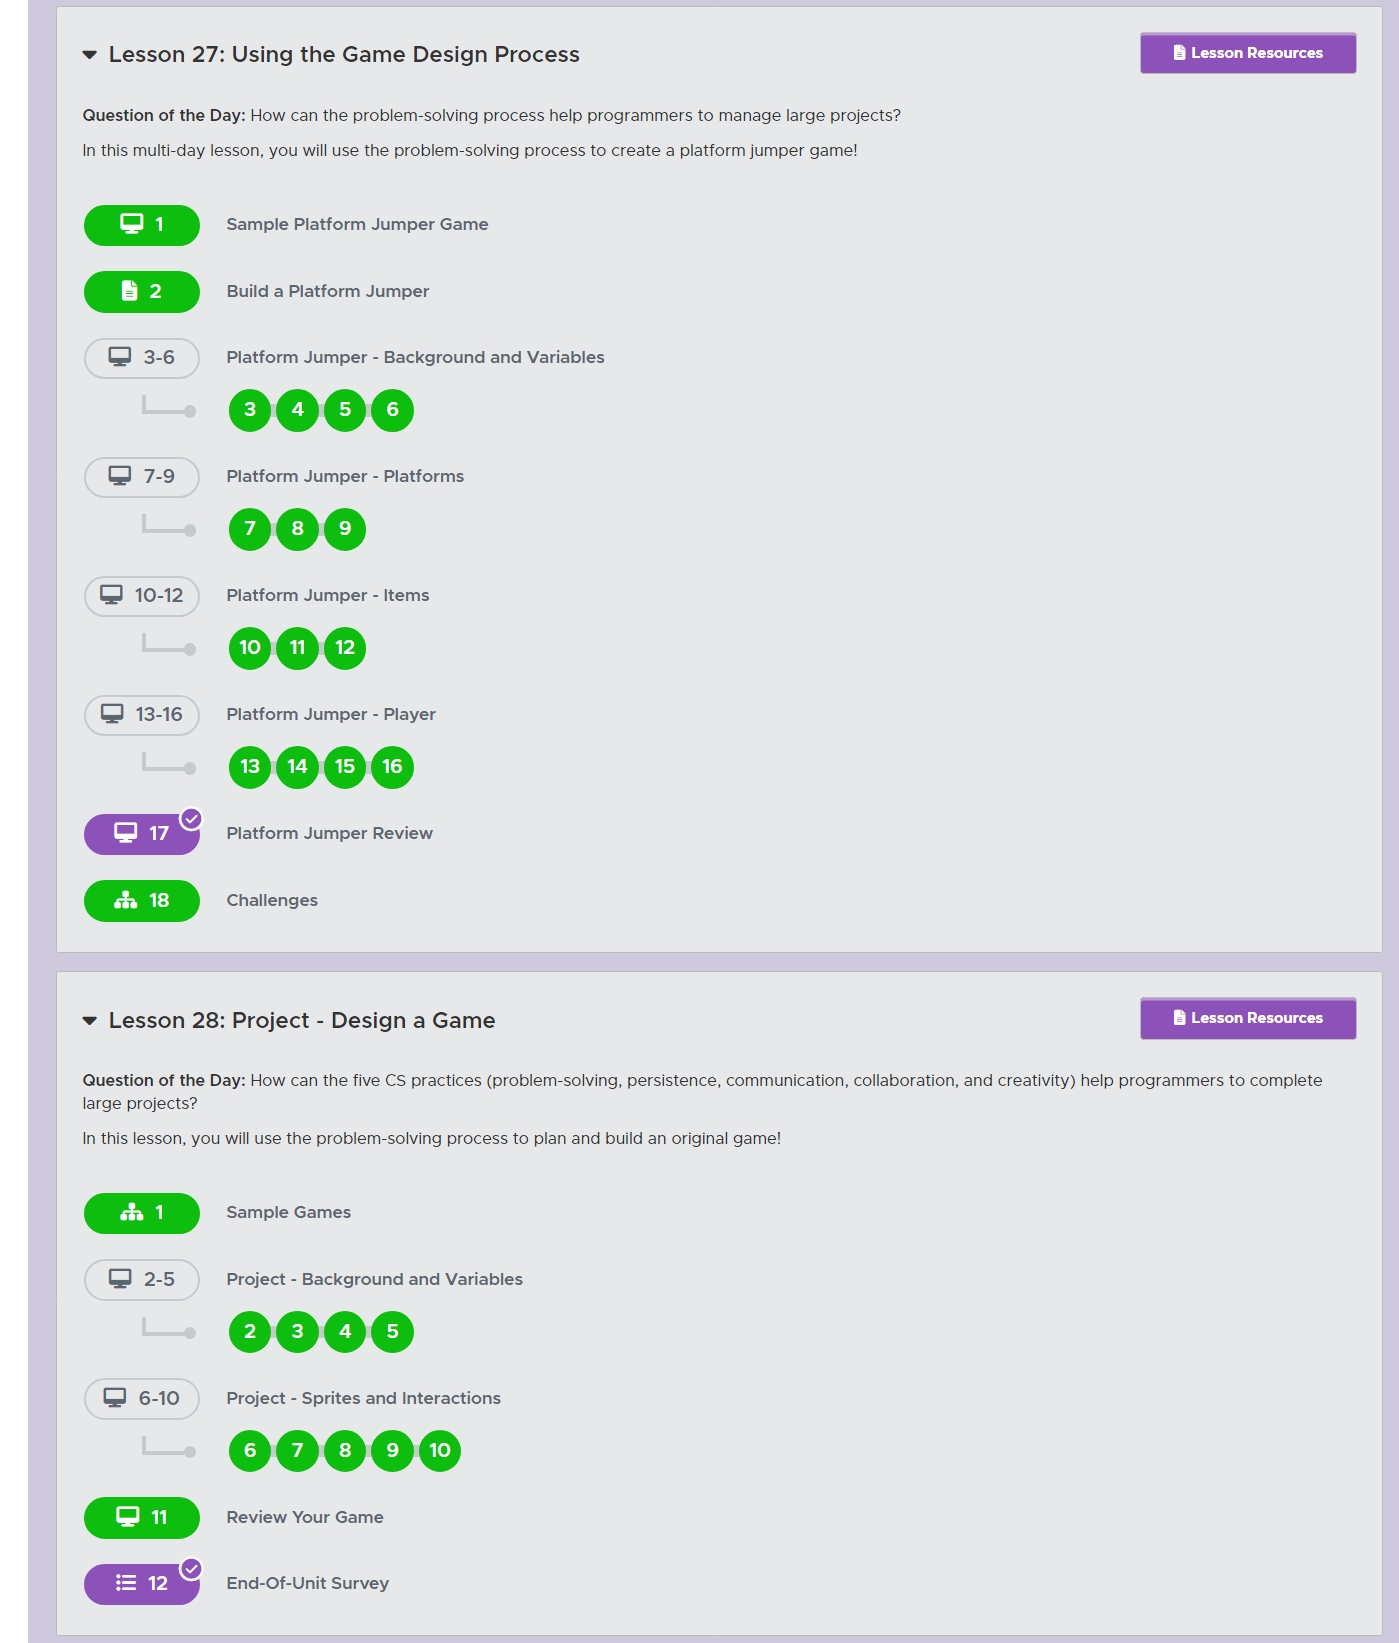 Lesson 27: Using the Game Design Process
Lesson Resources
Question of the Day: How can the problem-solving process help programmers to manage large projects?
In this multi-day lesson, you will use the problem-solving process to create a platform jumper game!
1 Sample Platform Jumper Game
2 Build a Platform Jumper
3-6 Platform Jumper - Background and Variables
3 4 5 6
7-9 Platform Jumper - Platforms
7 8 9
10-12 Platform Jumper - Items
10 11 12
13-16 Platform Jumper - Player
13 14 15 16
17 Platform Jumper Review
18 Challenges
Lesson 28: Project - Design a Game
Lesson Resources
Question of the Day: How can the five CS practices (problem-solving, persistence, communication, collaboration, and creativity) help programmers to complete
large projects?
In this lesson, you will use the problem-solving process to plan and build an original game!
1 Sample Games
2-5 Project - Background and Variables
2 3 4 5
6-10 Project - Sprites and Interactions
6 7 8 9 10
11 Review Your Game
12 End-Of-Unit Survey